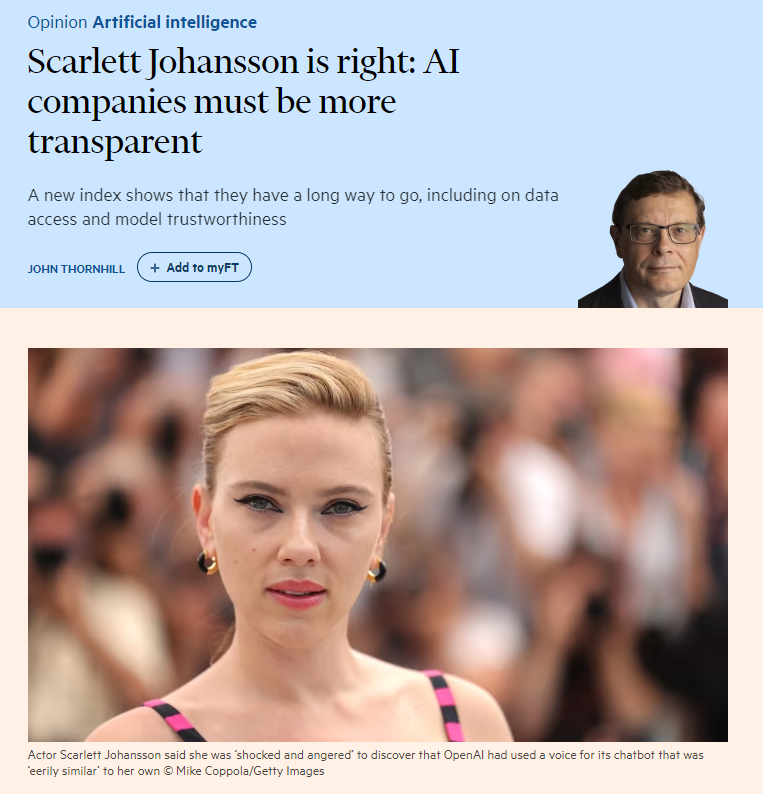 Opinion Artificial intelligence
Scarlett Johansson is right: AI
companies must be more
transparent
A new index shows that they have a long way to go, including on data
access and model trustworthiness
JOHN THORNHILL
+ Add to myFT
Actor Scarlett Johansson said she was ‘shocked and angered’ to discover that OpenAI had used a voice for its chatbot that was
‘eerily similar’ to her own © Mike Coppola/Getty Images